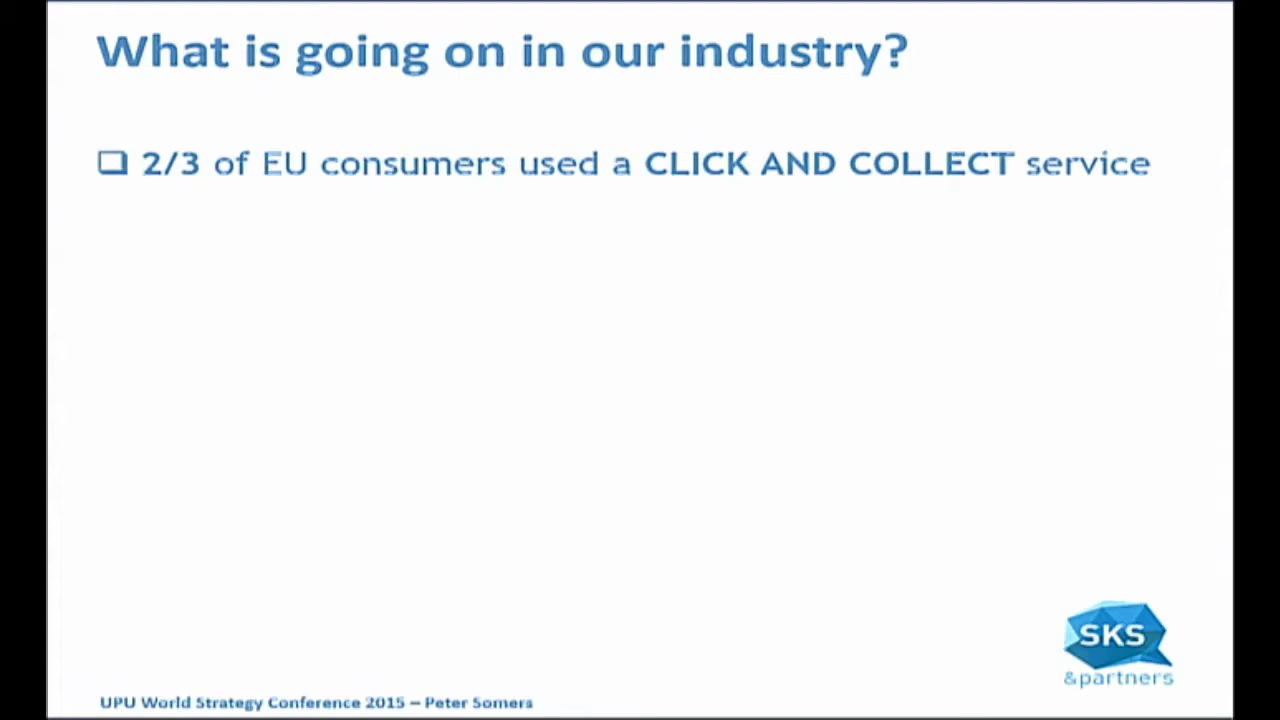 What is going on in our industry?
❑ 2/3 of EU consumers used a CLICK AND COLLECT service
SKS
&partners
UPU World Strategy Conference 2015 – Peter Somers